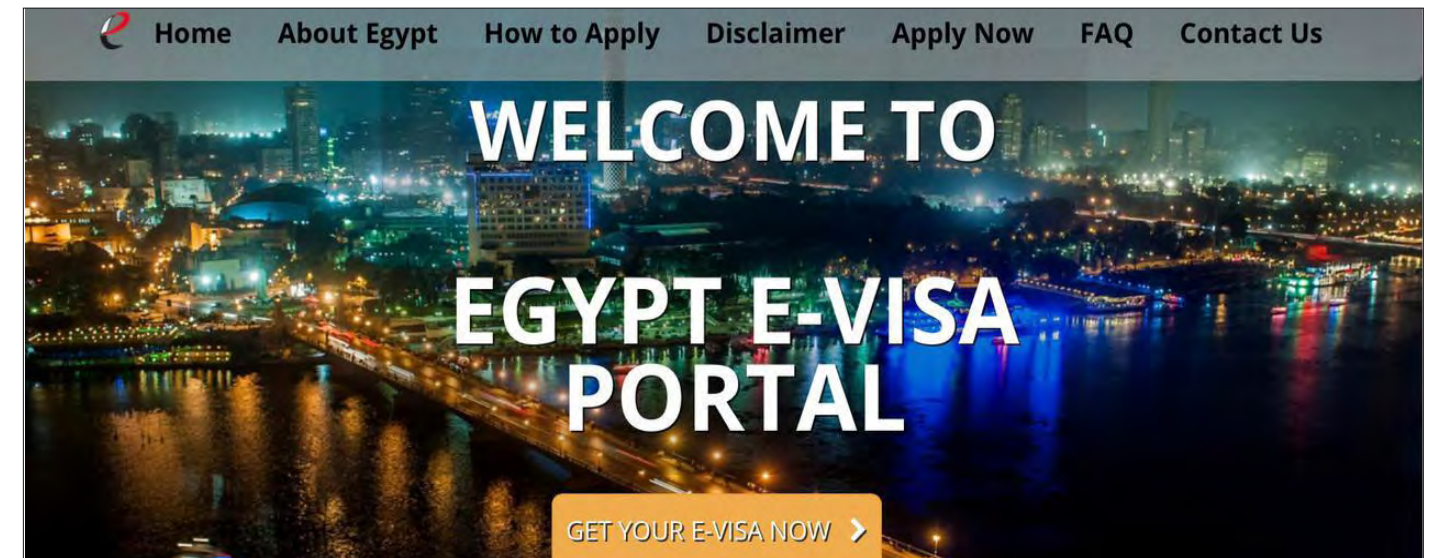 Home About Egypt How to Apply Disclaimer Apply Now FAQ Contact Us
WELCOME TO
EGYPT E-VISA
PORTAL
GET YOUR E-VISA NOW